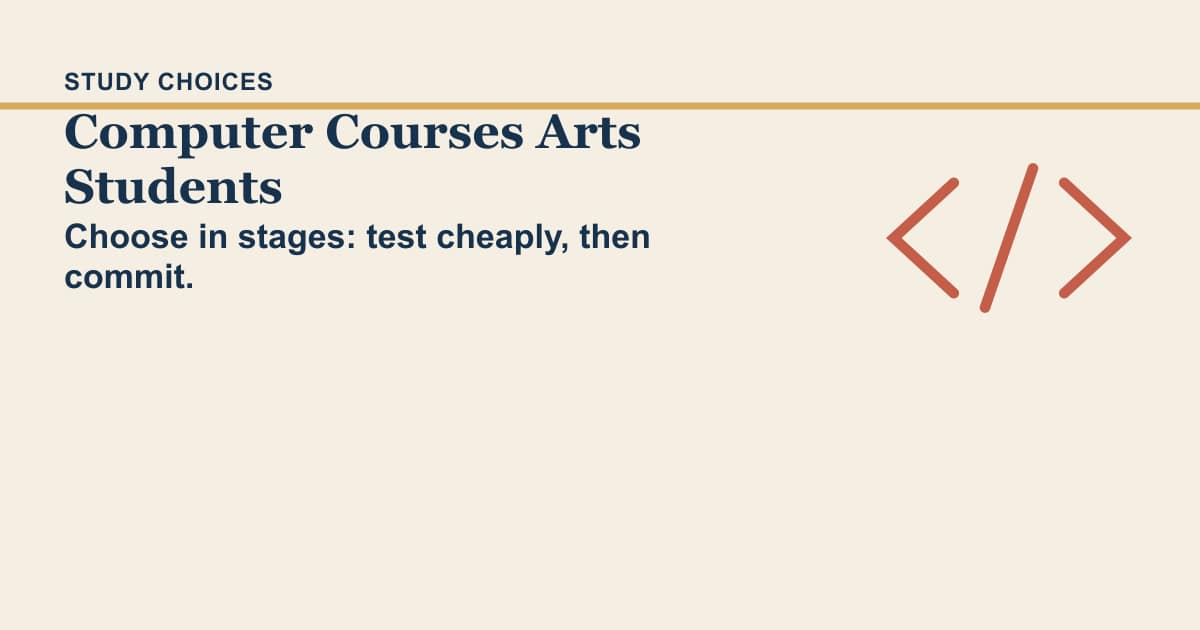 STUDY CHOICES
Computer Courses Arts
Students
Choose in stages: test cheaply, then
commit.